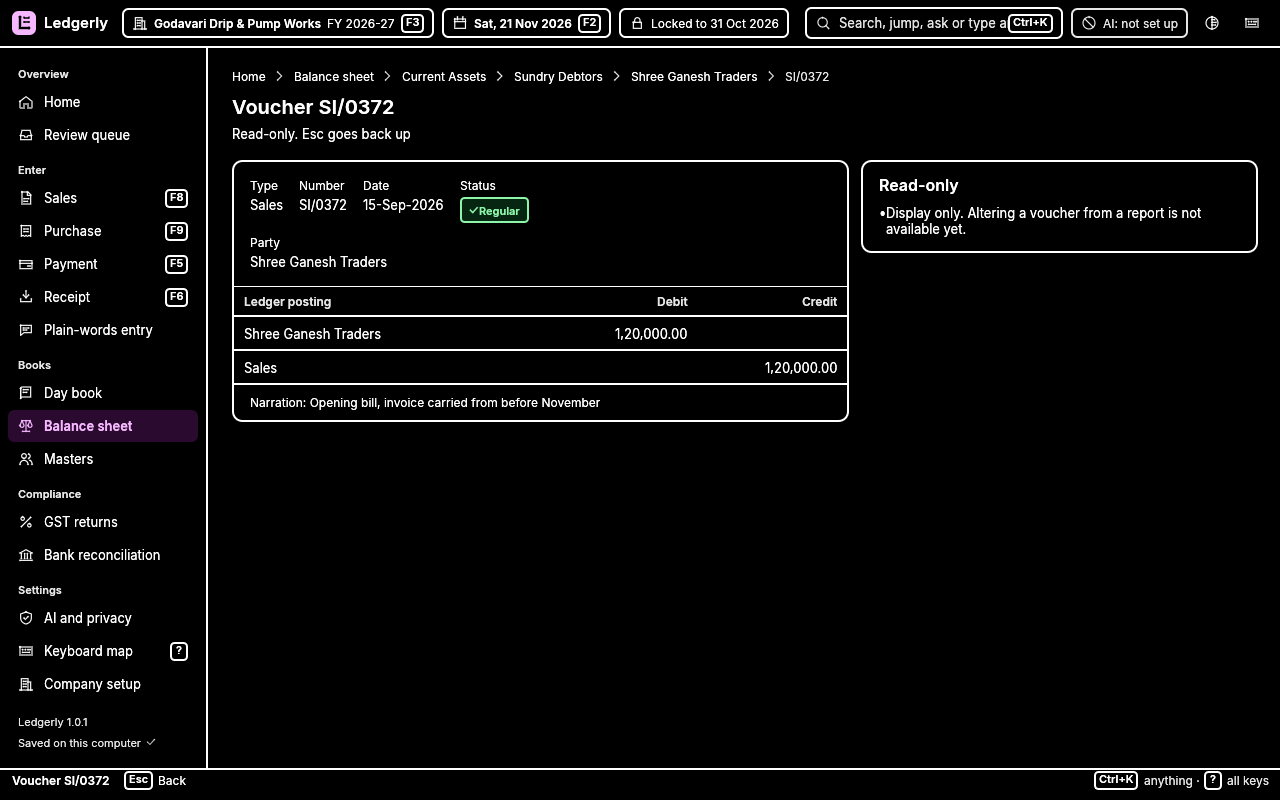 Ledgerly
Godavari Drip & Pump Works FY 2026-27 F3
Sat, 21 Nov 2026 F2
Locked to 31 Oct 2026
Search, jump, ask or type a Ctrl+K
AI: not set up
Overview
Home
Review queue
Enter
Sales F8
Purchase F9
Payment F5
Receipt F6
Plain-words entry
Books
Day book
Balance sheet
Masters
Compliance
GST returns
Bank reconciliation
Settings
AI and privacy
Keyboard map ?
Company setup
Ledgerly 1.0.1
Saved on this computer
Home Balance sheet Current Assets Sundry Debtors Shree Ganesh Traders SI/0372
Voucher SI/0372
Read-only. Esc goes back up
Type Number Date Status
Sales SI/0372 15-Sep-2026 Regular
Party
Shree Ganesh Traders
Ledger posting Debit Credit
Shree Ganesh Traders 1,20,000.00
Sales 1,20,000.00
Narration: Opening bill, invoice carried from before November
Read-only
•Display only. Altering a voucher from a report is not
available yet.
Voucher SI/0372 Esc Back
Ctrl+K anything · ? all keys